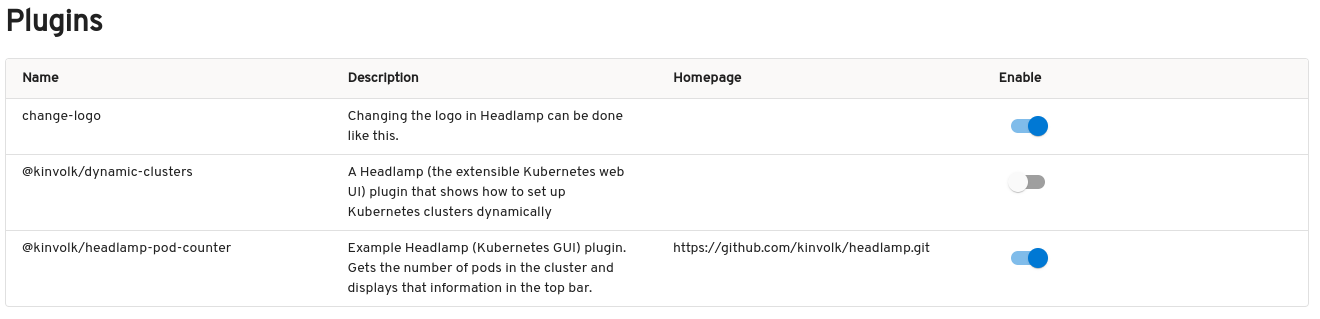 Plugins
Name Description Homepage Enable
change-logo Changing the logo in Headlamp can be done
like this.
@kinvolk/dynamic-clusters A Headlamp (the extensible Kubernetes web
UI) plugin that shows how to set up
Kubernetes clusters dynamically
@kinvolk/headlamp-pod-counter Example Headlamp (Kubernetes GUI) plugin. https://github.com/kinvolk/headlamp.git
Gets the number of pods in the cluster and
displays that information in the top bar.